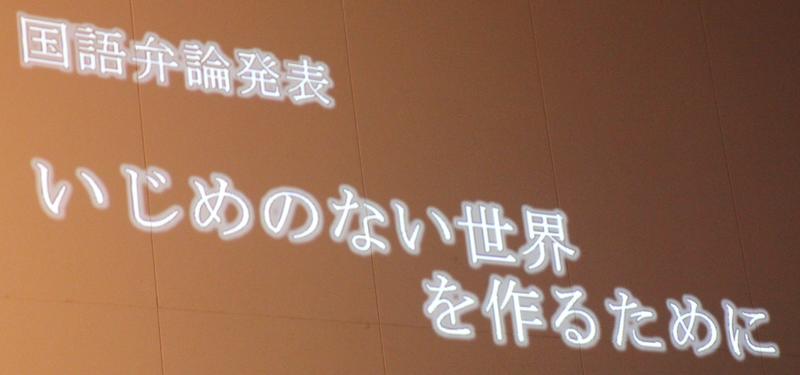 国語弁論発表
いじめのない世界
を作るために